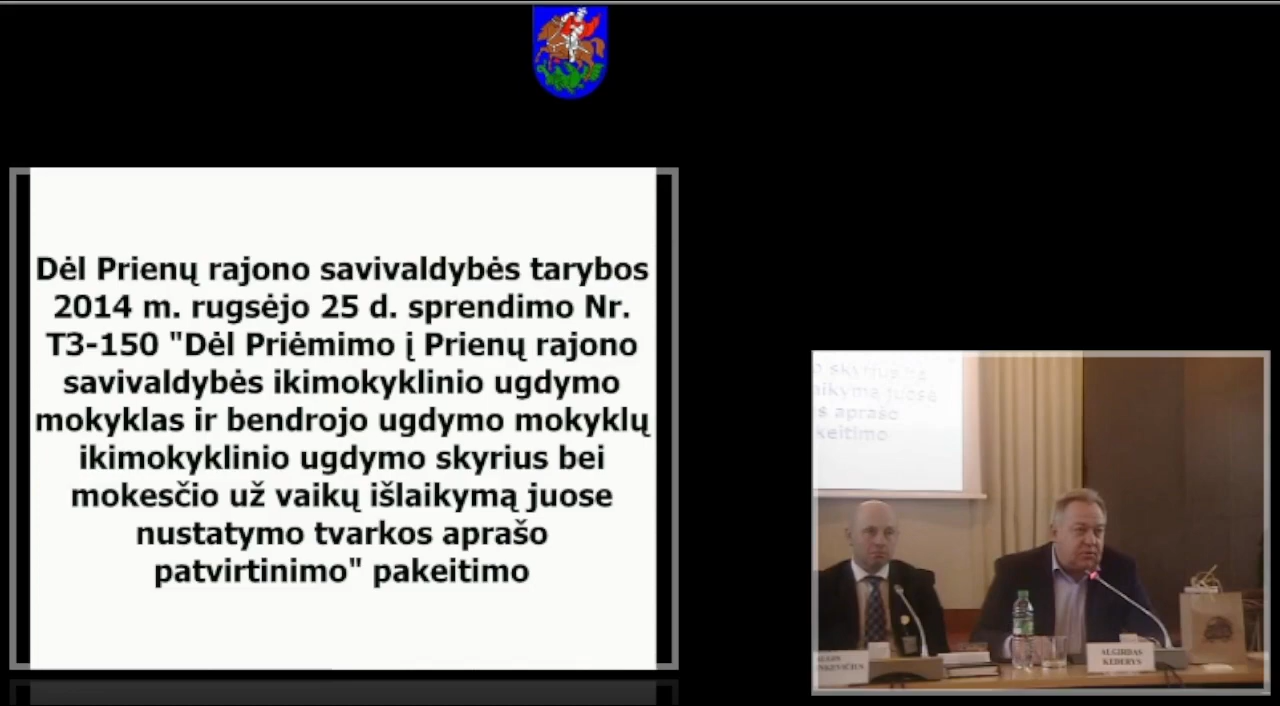 Dėl Prienų rajono savivaldybės tarybos
2014 m. rugsėjo 25 d. sprendimo Nr.
T3-150 "Dėl Priėmimo į Prienų rajono
savivaldybės ikimokyklinio ugdymo
mokyklas ir bendrojo ugdymo mokyklų
ikimokyklinio ugdymo skyrius bei
mokesčio už vaikų išlaikymą juose
nustatymo tvarkos aprašo
patvirtinimo" pakeitimo
o skyrius be
aikymą juose
s aprašo
keitimo
ALGIRDAS
KEDERYS